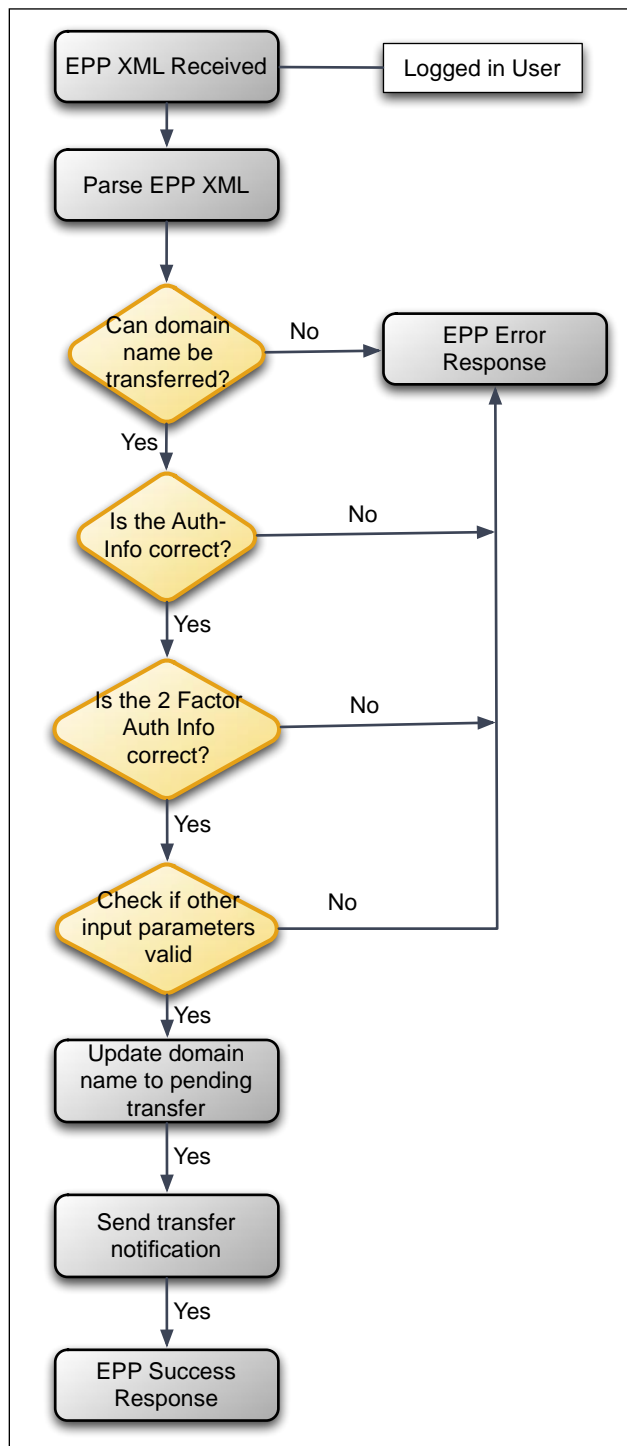 EPP XML Received
Logged in User
Parse EPP XML
Can domain
name be
transferred?
No
EPP Error
Response
Yes
Is the Auth-
Info correct?
No
Yes
Is the 2 Factor
Auth Info
correct?
No
Yes
Check if other
input parameters
valid
No
Yes
Update domain
name to pending
transfer
Yes
Send transfer
notification
Yes
EPP Success
Response